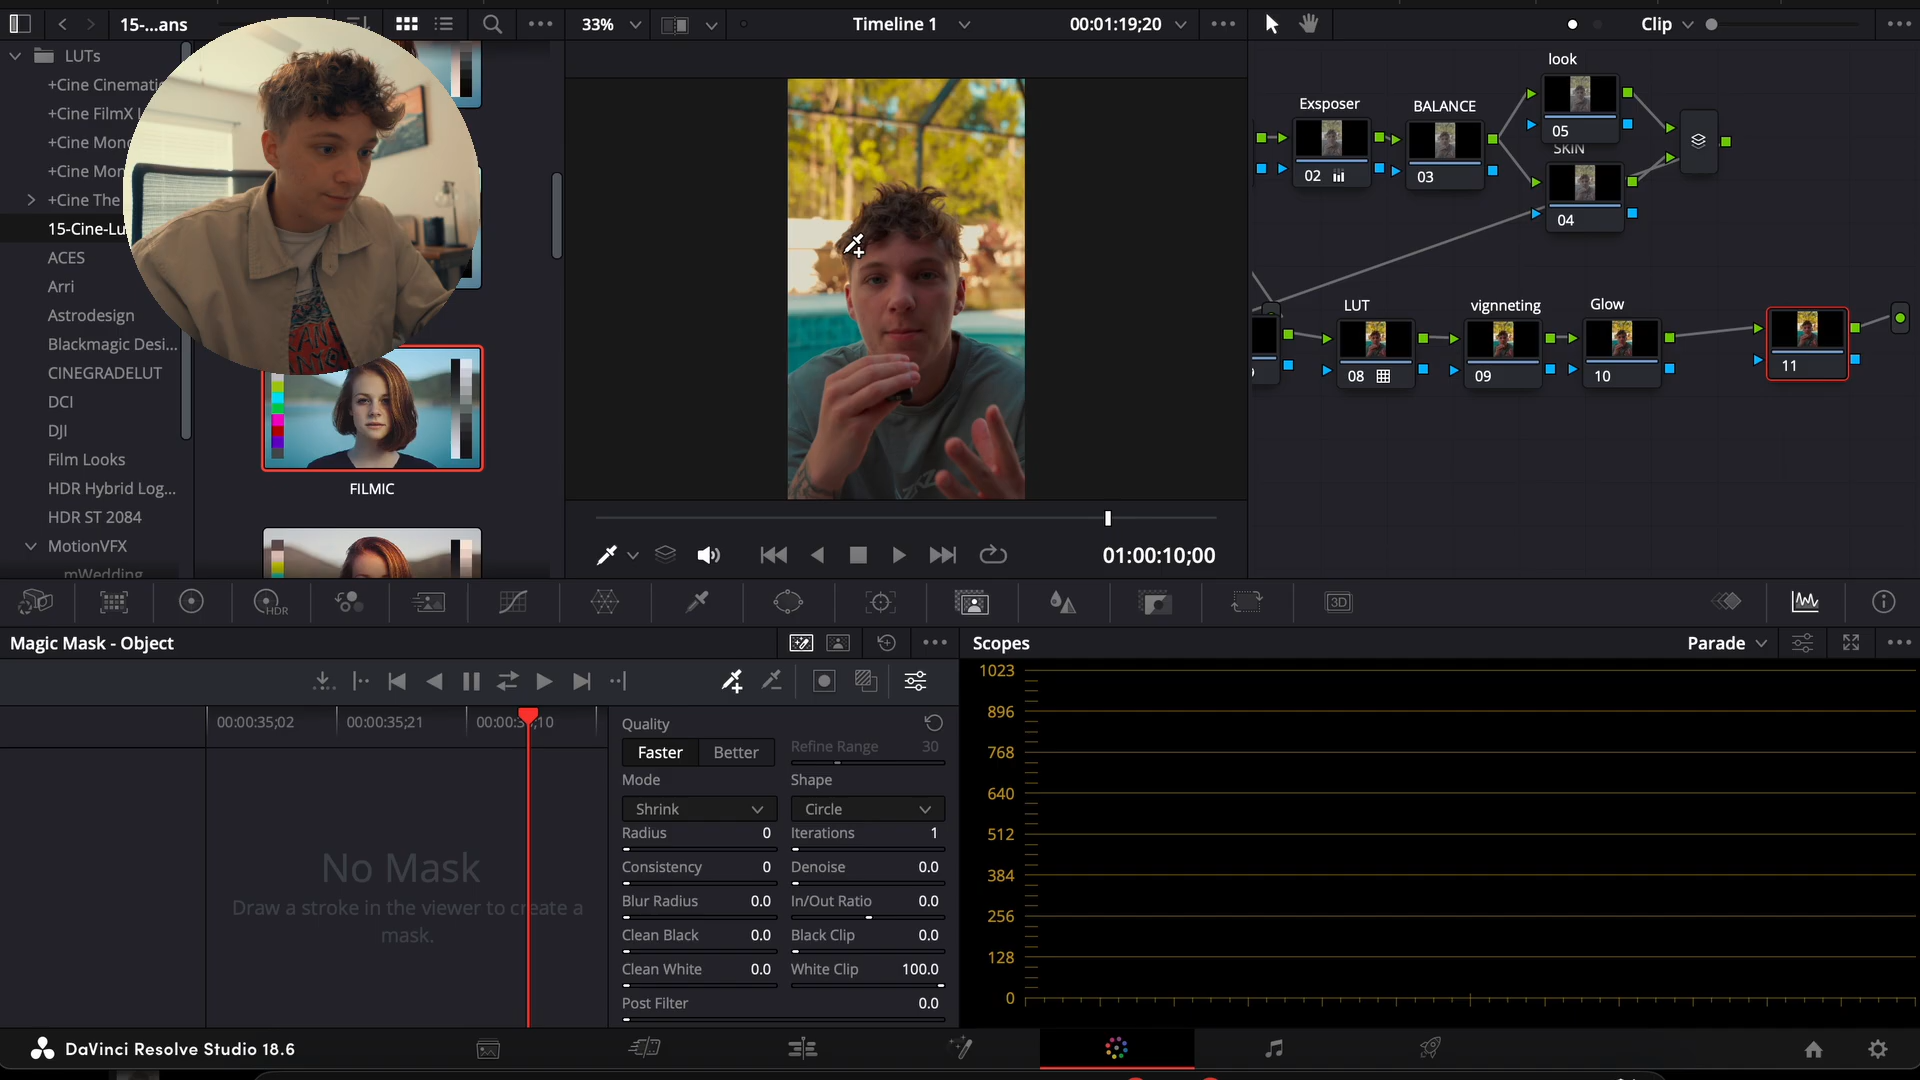 15-...ans
33%
Timeline 1
00:01:19;20
Clip
LUTs
+Cine Cinematic
+Cine FilmX
+Cine Mono
+Cine Mon
+Cine The
15-Cine-Lu
ACES
Arri
Astrodesign
Blackmagic Desi...
CINEGRADELUT
DCI
DJI
Film Looks
HDR Hybrid Log...
HDR ST 2084
MotionVFX
mWedding
FILMIC
look
Exsposer
BALANCE
05
SKIN
02
03
04
LUT
vignneting
Glow
08
09
10
11
01:00:10;00
HDR
3D
Magic Mask - Object
Scopes
Parade
00:00:35;02
00:00:35;21
No Mask
Draw a stroke in the viewer to create a
mask.
Quality
Faster
Better
Refine Range
30
Mode
Shape
Shrink
Circle
Radius
0
Iterations
1
Consistency
0
Denoise
0.0
Blur Radius
0.0
In/Out Ratio
0.0
Clean Black
0.0
Black Clip
0.0
Clean White
0.0
White Clip
100.0
Post Filter
0.0
1023
896
768
640
512
384
256
128
0
DaVinci Resolve Studio 18.6